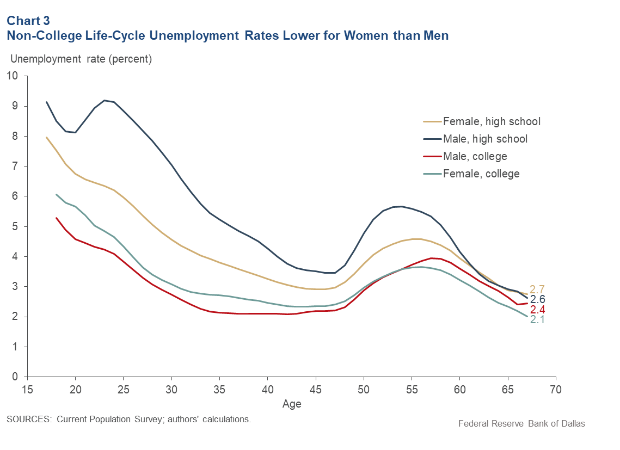 Chart 3
Non-College Life-Cycle Unemployment Rates Lower for Women than Men
Unemployment rate (percent)
10
9
8
7
6
5
4
3
2
1
0
Female, high school
Male, high school
Male, college
Female, college
2.7
2.6
2.4
2.1
15 20 25 30 35 40 45 50 55 60 65 70
Age
SOURCES: Current Population Survey; authors' calculations
Federal Reserve Bank of Dallas